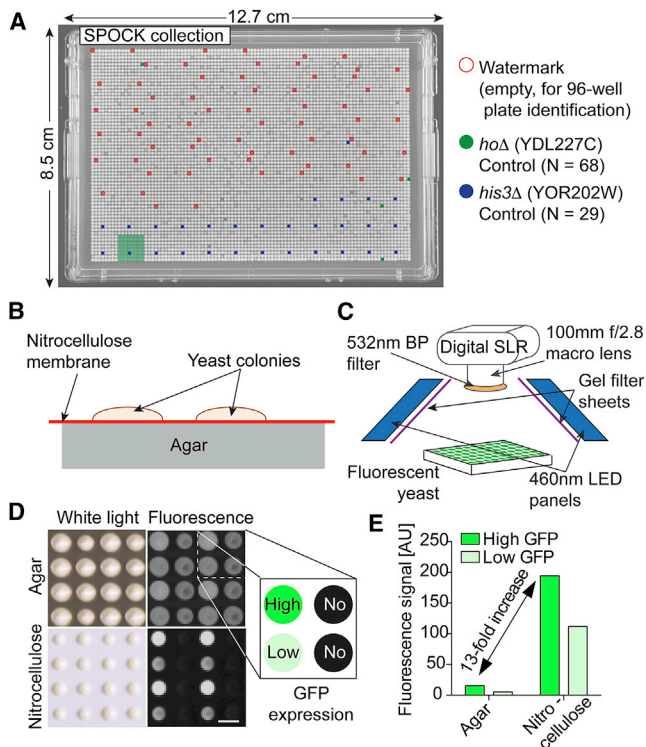 A
12.7 cm
SPOCK collection
8.5 cm
Watermark
(empty, for 96-well
plate identification)
hoΔ (YDL227C)
Control (N = 68)
his3Δ (YOR202W)
Control (N = 29)
B
Nitrocellulose
membrane
Yeast colonies
Agar
C
Digital SLR
532nm BP
filter
100mm f/2.8
macro lens
Gel filter
sheets
Fluorescent
yeast
460nm LED
panels
D
White light
Fluorescence
Agar
Nitrocellulose
High
No
Low
No
GFP
expression
E
Fluorescence signal [AU]
250
200
150
100
50
0
High GFP
Low GFP
13-fold increase
Agar
Nitro -
cellulose